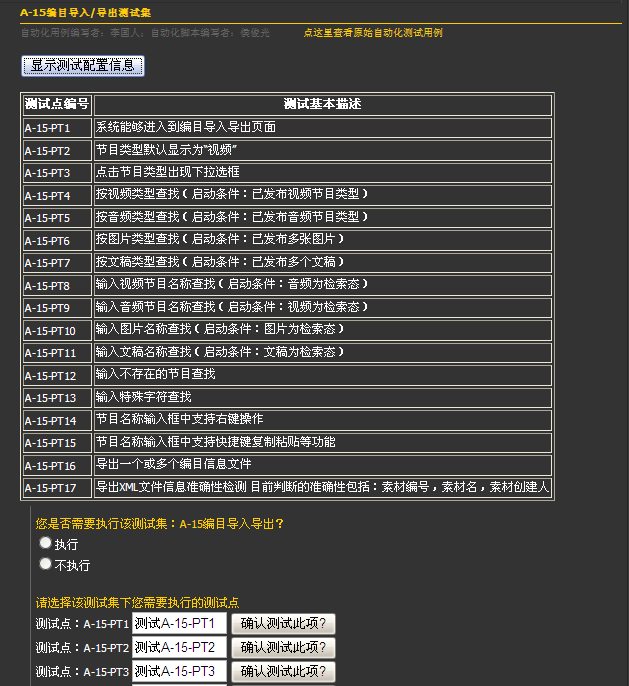 A-15编目导入/导出测试集
自动化用例编写者：李国人，自动化脚本编写者：侯俊光 点这里查看原始自动化测试用例
显示测试配置信息
测试点编号 测试基本描述
A-15-PT1 系统能够进入到编目导入导出页面
A-15-PT2 节目类型默认显示为“视频”
A-15-PT3 点击节目类型出现下拉选框
A-15-PT4 按视频类型查找（启动条件：已发布视频节目类型）
A-15-PT5 按音频类型查找（启动条件：已发布音频节目类型）
A-15-PT6 按图片类型查找（启动条件：已发布多张图片）
A-15-PT7 按文稿类型查找（启动条件：已发布多个文稿）
A-15-PT8 输入视频节目名称查找（启动条件：音频为检索态）
A-15-PT9 输入音频节目名称查找（启动条件：视频为检索态）
A-15-PT10 输入图片名称查找（启动条件：图片为检索态）
A-15-PT11 输入文稿名称查找（启动条件：文稿为检索态）
A-15-PT12 输入不存在的节目查找
A-15-PT13 输入特殊字符查找
A-15-PT14 节目名称输入框中支持右键操作
A-15-PT15 节目名称输入框中支持快捷键复制粘贴等功能
A-15-PT16 导出一个或多个编目信息文件
A-15-PT17 导出XML文件信息准确性检测 目前判断的准确性包括：素材编号，素材名，素材创建人
您是否需要执行该测试集：A-15编目导入导出？
执行
不执行
请选择该测试集下您需要执行的测试点
测试点：A-15-PT1 测试A-15-PT1 确认测试此项?
测试点：A-15-PT2 测试A-15-PT2 确认测试此项?
测试点：A-15-PT3 测试A-15-PT3 确认测试此项?